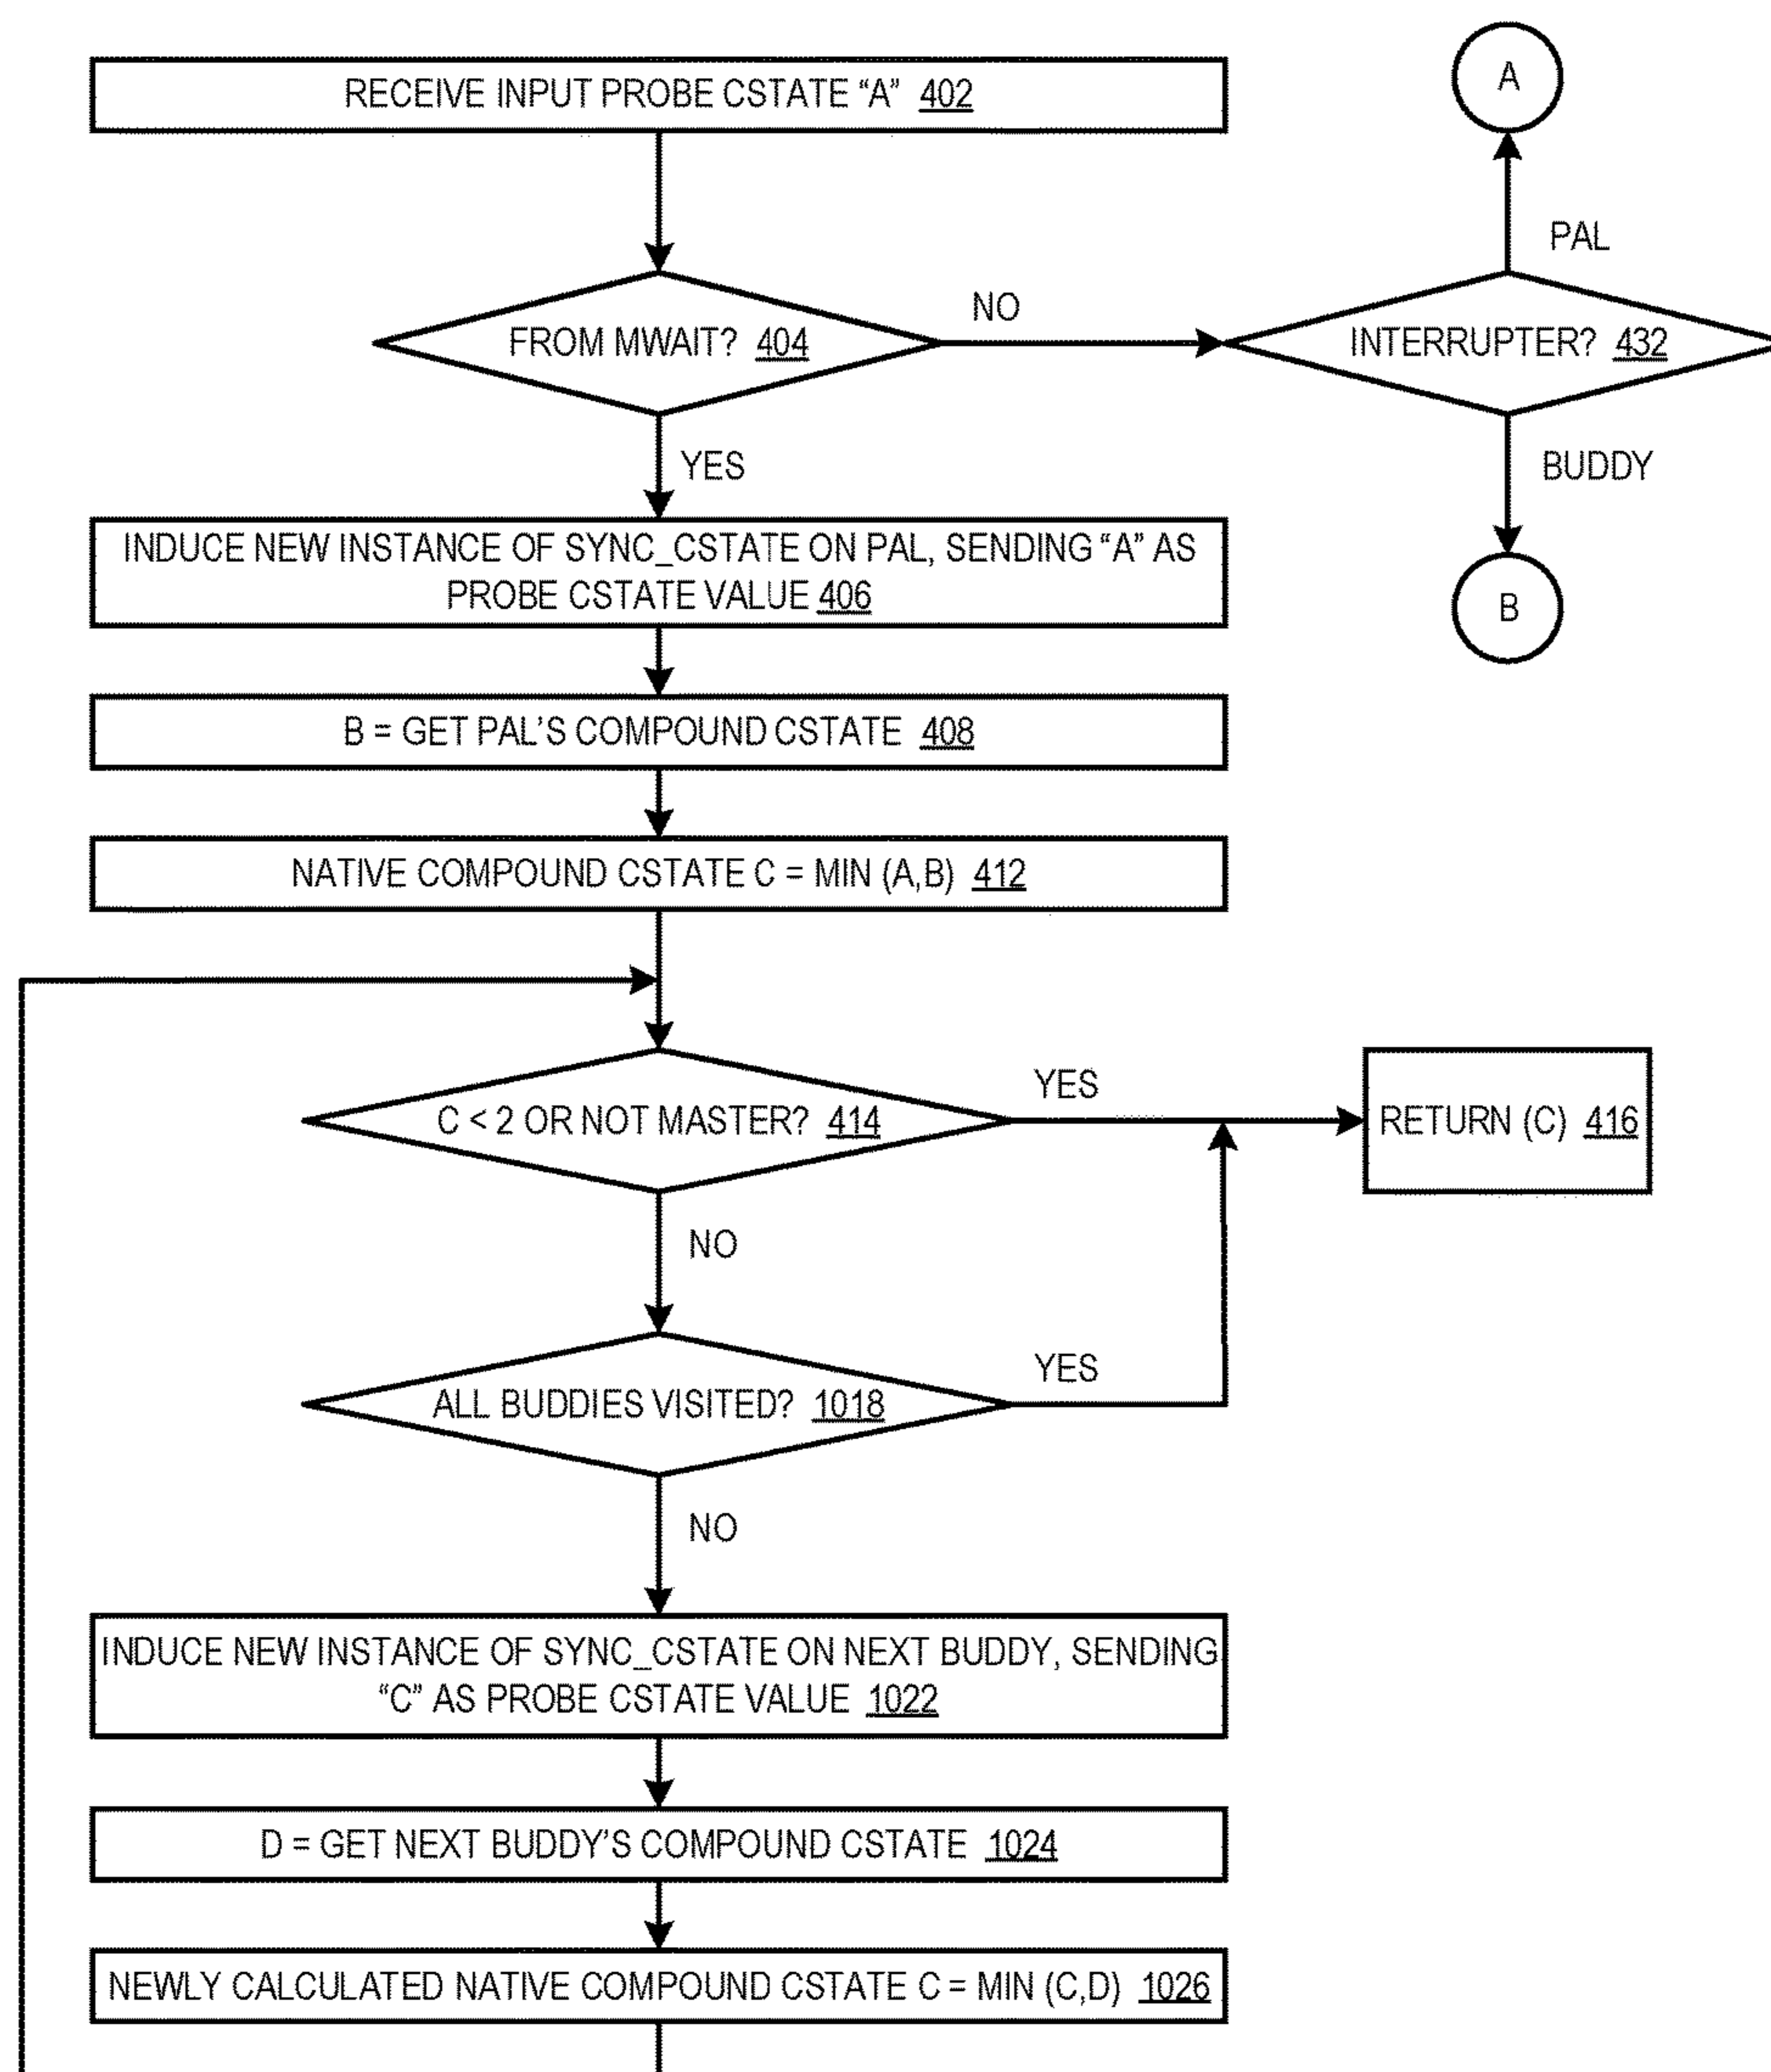 RECEIVE INPUT PROBE CSTATE “A” 402
A
PAL
FROM MWAIT? 404
NO
INTERRUPTER? 432
YES
BUDDY
INDUCE NEW INSTANCE OF SYNC_CSTATE ON PAL, SENDING “A” AS
PROBE CSTATE VALUE 406
B
B = GET PAL’S COMPOUND CSTATE 408
NATIVE COMPOUND CSTATE C = MIN (A,B) 412
C < 2 OR NOT MASTER? 414
YES
RETURN (C) 416
NO
ALL BUDDIES VISITED? 1018
YES
NO
INDUCE NEW INSTANCE OF SYNC_CSTATE ON NEXT BUDDY, SENDING
“C” AS PROBE CSTATE VALUE 1022
D = GET NEXT BUDDY’S COMPOUND CSTATE 1024
NEWLY CALCULATED NATIVE COMPOUND CSTATE C = MIN (C,D) 1026